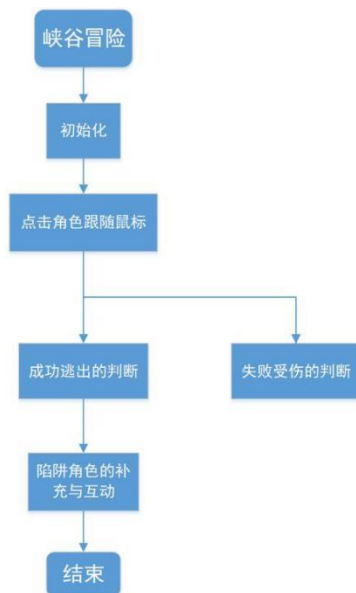 峡谷冒险
初始化
点击角色跟随鼠标
成功逃出的判断
失败受伤的判断
陷阱角色的补
充与互动
结束